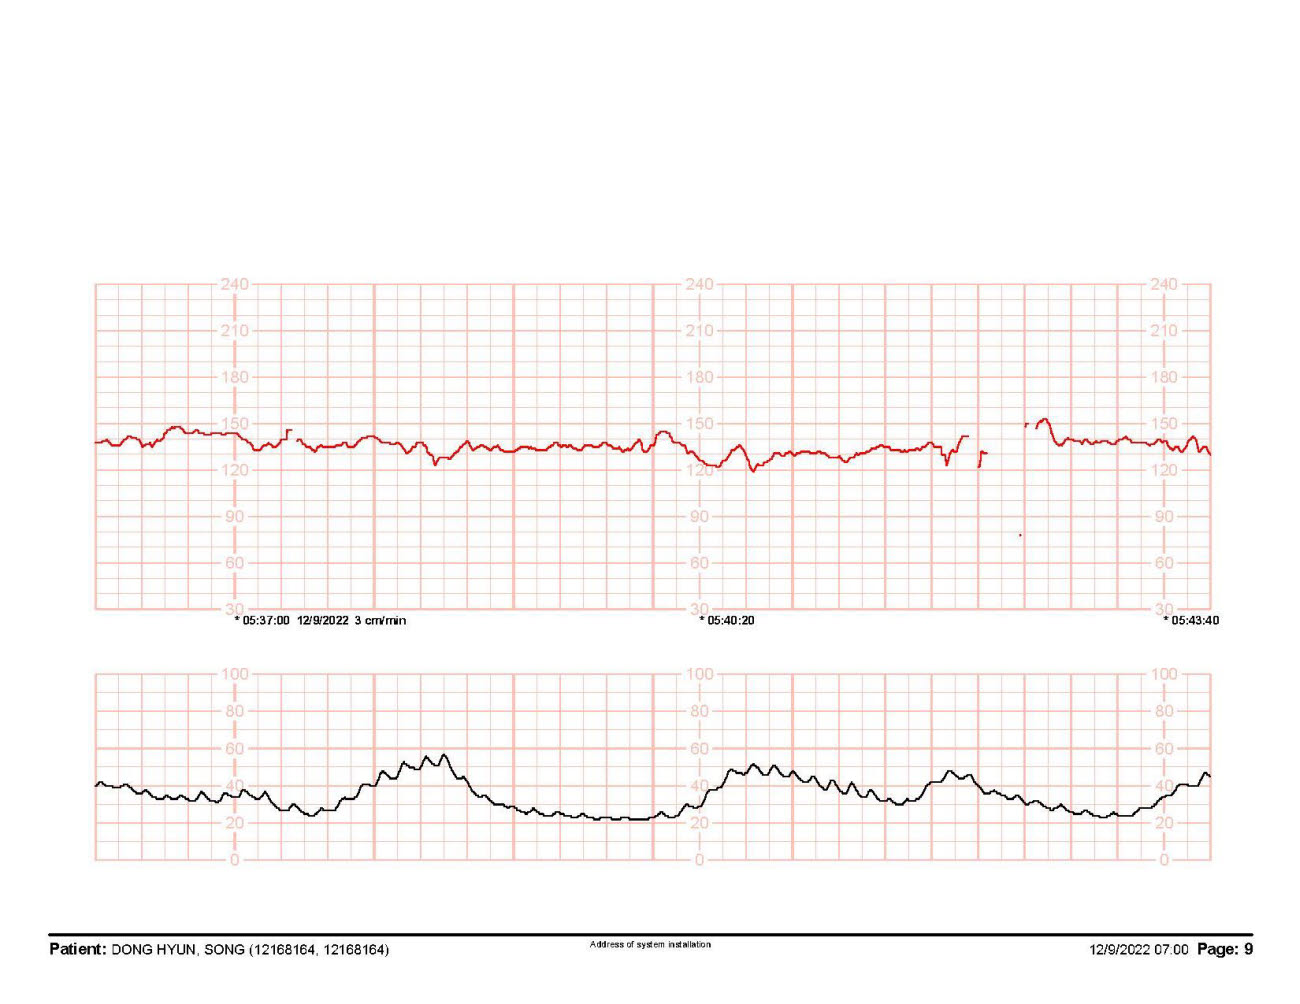 240 240 240
210 210 210
180 180 180
150 150 150
120 120 120
90 90 90
60 60 60
30 30 30
* 05:37:00 12/9/2022 3 cm/min * 05:40:20 * 05:43:40
100 100 100
80 80 80
60 60 60
40 40 40
20 20 20
0 0 0
Patient: DONG HYUN, SONG (12168164, 12168164) Address of system installation 12/9/2022 07:00 Page: 9